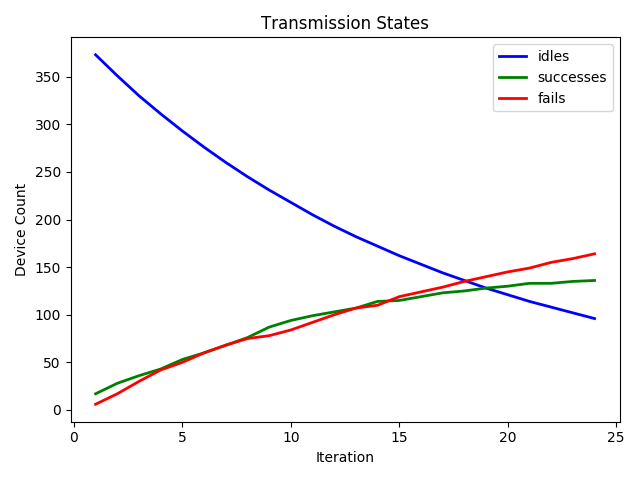 Transmission States
idles
successes
fails
Device Count
350
300
250
200
150
100
50
0
0 5 10 15 20 25
Iteration